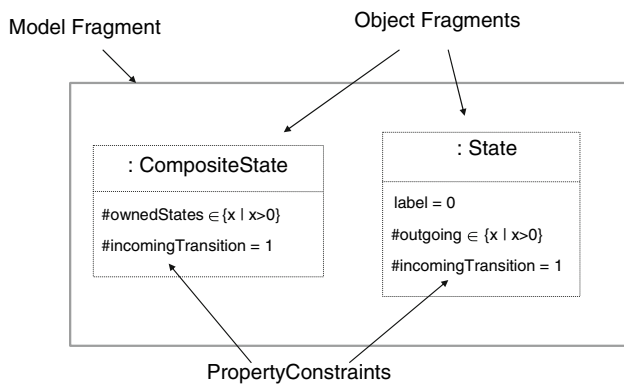 Model Fragment
Object Fragments
: CompositeState
#ownedStates ∈ {x | x>0}
#incomingTransition = 1
: State
label = 0
#outgoing ∈ {x | x>0}
#incomingTransition = 1
PropertyConstraints